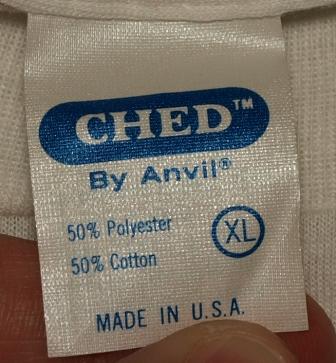 CHED™
By Anvil®
50% Polyester
50% Cotton
XL
MADE IN U.S.A.